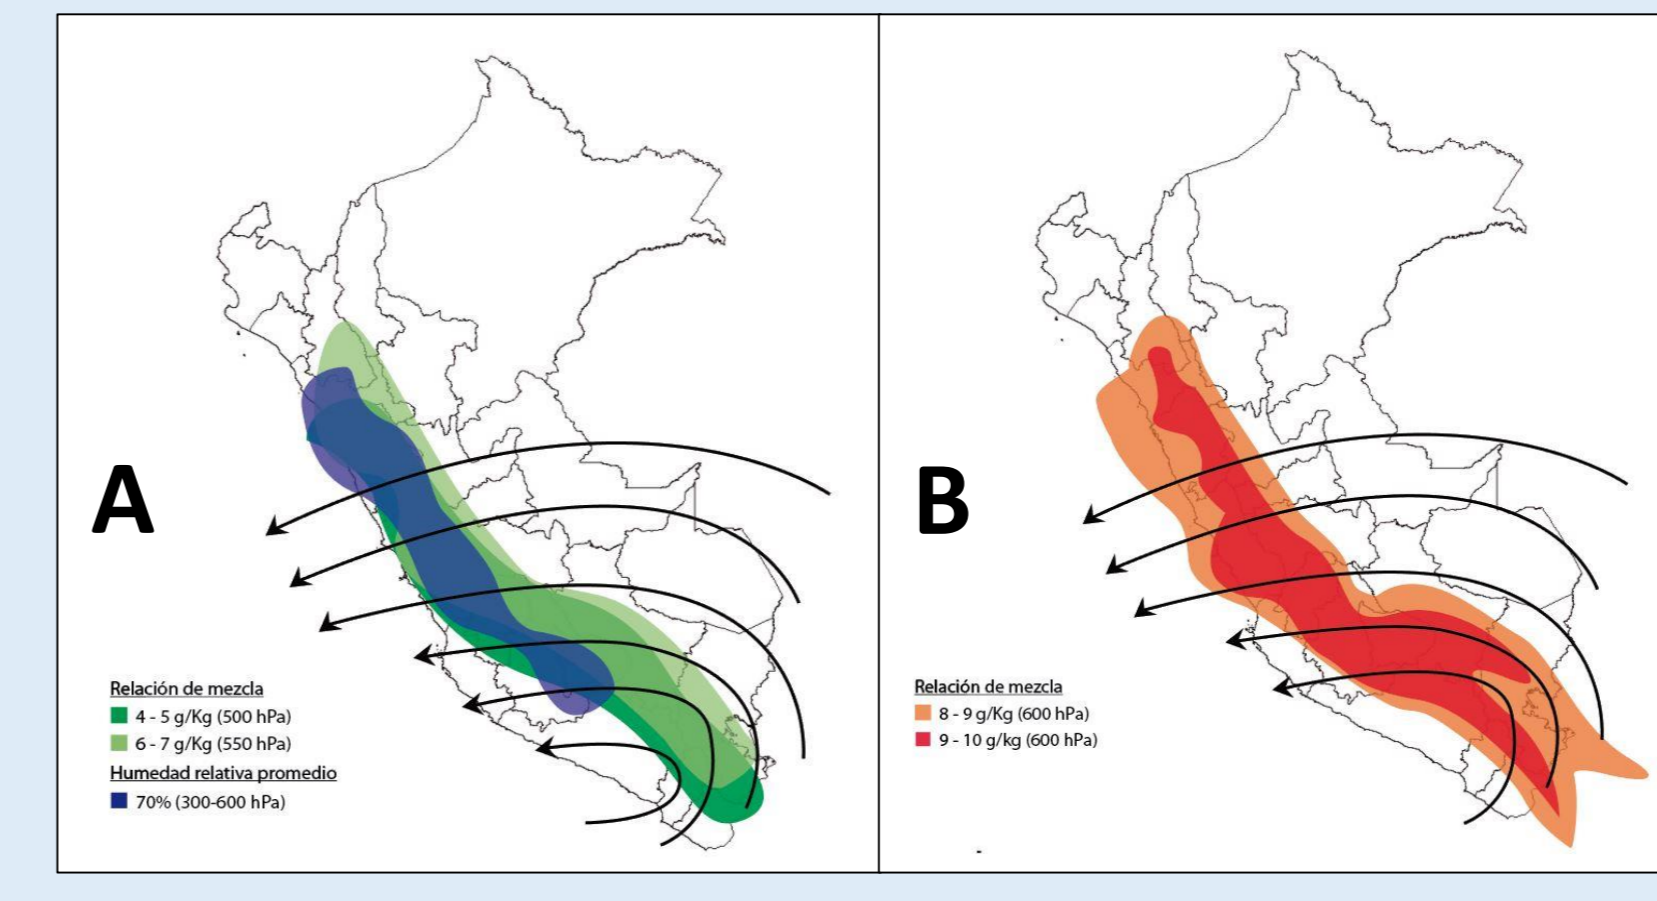 A
Relación de mezcla
4 - 5 g/Kg (500 hPa)
6 - 7 g/Kg (550 hPa)
Humedad relativa promedio
70% (300-600 hPa)
B
Relación de mezcla
8 - 9 g/Kg (600 hPa)
9 - 10 g/kg (600 hPa)